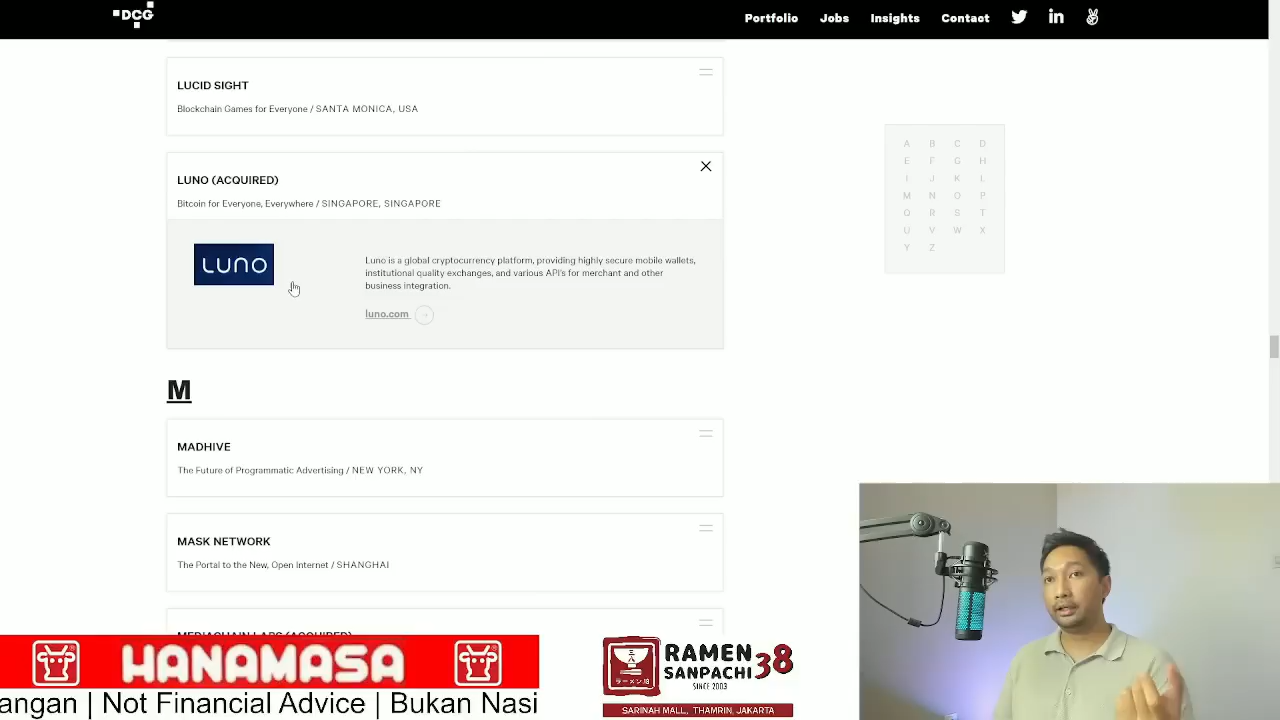 DCG
Portfolio Jobs Insights Contact
LUCID SIGHT
Blockchain Games for Everyone / SANTA MONICA, USA
LUNO (ACQUIRED)
Bitcoin for Everyone, Everywhere / SINGAPORE, SINGAPORE
LUNO
Luno is a global cryptocurrency platform, providing highly secure mobile wallets,
institutional quality exchanges, and various API's for merchant and other
business integration.
luno.com
A B C D
E F G H
I J K L
M N O P
Q R S T
U V W X
Y Z
M
MADHIVE
The Future of Programmatic Advertising / NEW YORK, NY
MASK NETWORK
The Portal to the New, Open Internet / SHANGHAI
MEDIACHAIN LABS (ACQUIRED)
HANAMASA
angan | Not Financial Advice | Bukan Nasi
RAMEN
SANPACHI 38
SINCE 2003
SARINAH MALL, THAMRIN, JAKARTA